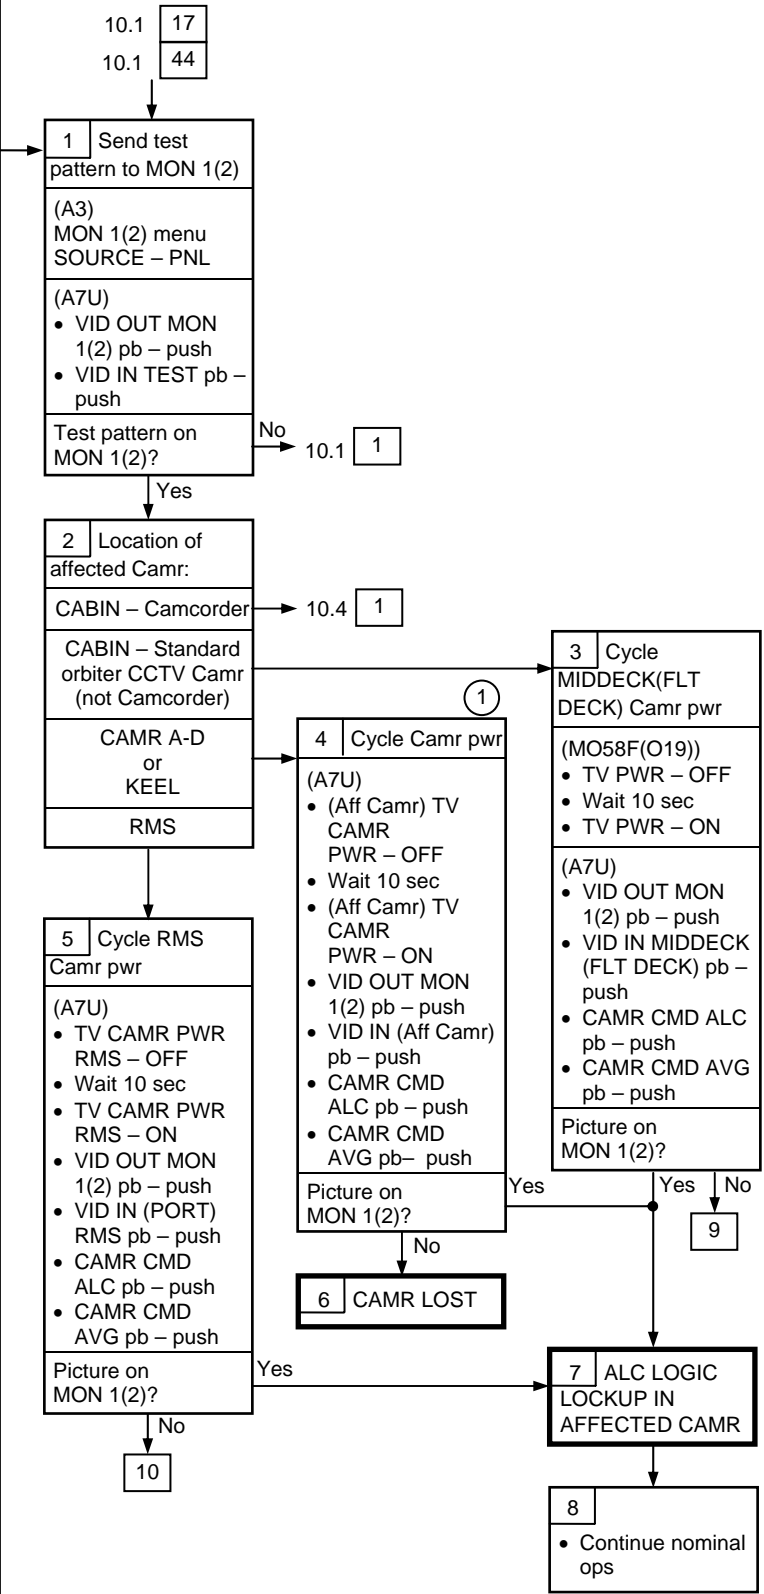 10.1 17
10.1 44
1 Send test
pattern to MON 1(2)
(A3)
MON 1(2) menu
SOURCE – PNL
(A7U)
• VID OUT MON
1(2) pb – push
• VID IN TEST pb –
push
Test pattern on
MON 1(2)?
No
10.1 1
Yes
2 Location of
affected Camr:
CABIN – Camcorder
10.4 1
CABIN – Standard
orbiter CCTV Camr
(not Camcorder)
CAMR A-D
or
KEEL
RMS
3 Cycle
MIDDECK(FLT
DECK) Camr pwr
(MO58F(O19))
• TV PWR – OFF
• Wait 10 sec
• TV PWR – ON
(A7U)
• VID OUT MON
1(2) pb – push
• VID IN MIDDECK
(FLT DECK) pb –
push
• CAMR CMD ALC
pb – push
• CAMR CMD AVG
pb – push
Picture on
MON 1(2)?
Yes
No
9
1
4 Cycle Camr pwr
(A7U)
• (Aff Camr) TV
CAMR
PWR – OFF
• Wait 10 sec
• (Aff Camr) TV
CAMR
PWR – ON
• VID OUT MON
1(2) pb – push
• VID IN (Aff Camr)
pb – push
• CAMR CMD
ALC pb – push
• CAMR CMD
AVG pb– push
Picture on
MON 1(2)?
Yes
No
6 CAMR LOST
5 Cycle RMS
Camr pwr
(A7U)
• TV CAMR PWR
RMS – OFF
• Wait 10 sec
• TV CAMR PWR
RMS – ON
• VID OUT MON
1(2) pb – push
• VID IN (PORT)
RMS pb – push
• CAMR CMD
ALC pb – push
• CAMR CMD
AVG pb – push
Picture on
MON 1(2)?
Yes
No
10
7 ALC LOGIC
LOCKUP IN
AFFECTED CAMR
8
• Continue nominal
ops